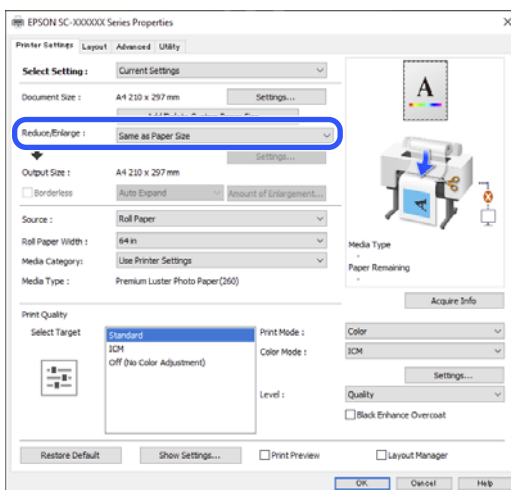 EPSON SC-XXXXXX Series Properties
Printer Settings Layout Advanced Utility
Select Setting : Current Settings
Document Size : A4 210 x 297 mm Settings...
Reduce/Enlarge : Same as Paper Size
Settings...
Output Size : A4 210 x 297 mm
Borderless Auto Expand Amount of Enlargement...
Source : Roll Paper
Roll Paper Width : 64 in
Media Category: Use Printer Settings
Media Type : Premium Luster Photo Paper(260)
A
A
Media Type
-
Paper Remaining
-
Acquire Info
Print Quality
Select Target
Standard
ICM
Off (No Color Adjustment)
Print Mode : Color
Color Mode : ICM
Settings...
Level : Quality
Black Enhance Overcoat
Restore Default Show Settings... Print Preview Layout Manager
OK Cancel Help